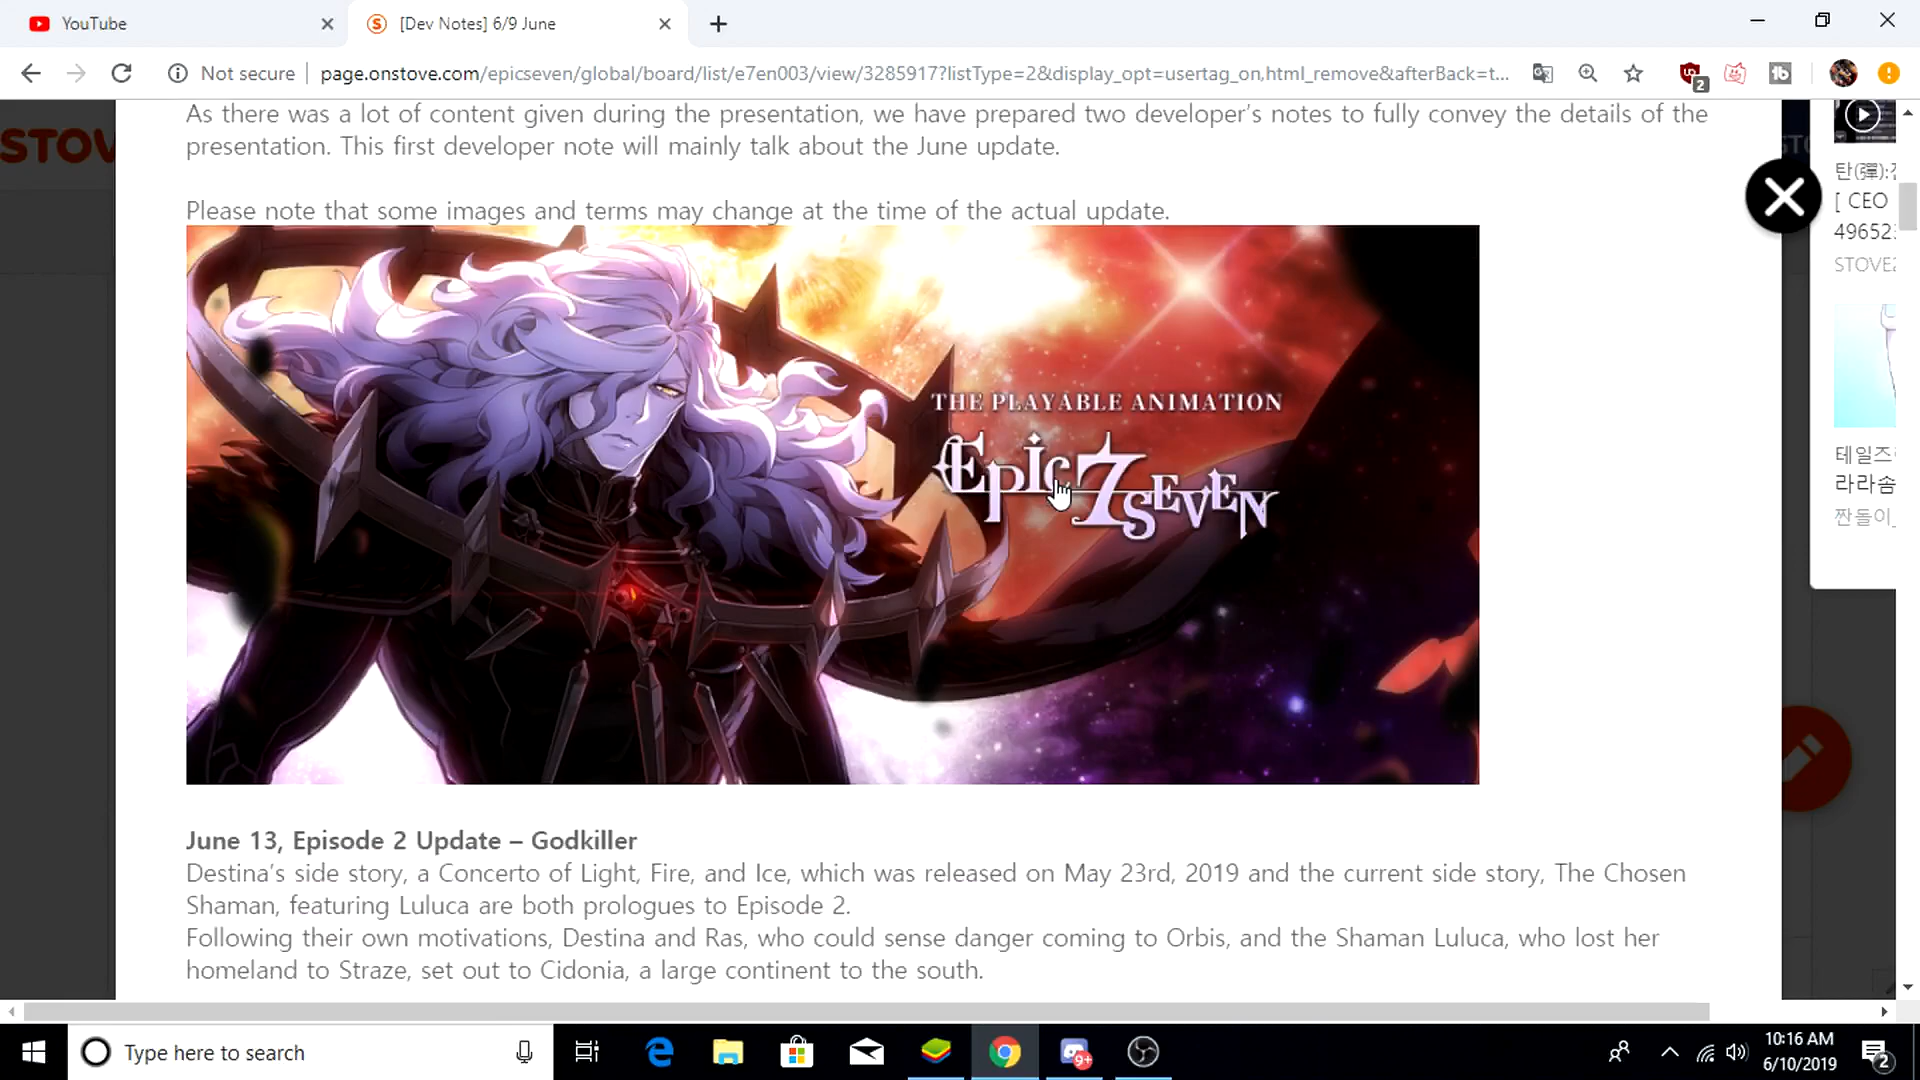 YouTube
[Dev Notes] 6/9 June
Not secure
page.onstove.com/epicseven/global/board/list/e7en003/view/3285917?listType=2&display_opt=usertag_on,html_remove&afterBack=t...
2
As there was a lot of content given during the presentation, we have prepared two developer's notes to fully convey the details of the
presentation. This first developer note will mainly talk about the June update.
Please note that some images and terms may change at the time of the actual update.
THE PLAYABLE ANIMATION
Epic 7 SEVEN
June 13, Episode 2 Update – Godkiller
Destina's side story, a Concerto of Light, Fire, and Ice, which was released on May 23rd, 2019 and the current side story, The Chosen
Shaman, featuring Luluca are both prologues to Episode 2.
Following their own motivations, Destina and Ras, who could sense danger coming to Orbis, and the Shaman Luluca, who lost her
homeland to Straze, set out to Cidonia, a large continent to the south.
STOV
탄(彈):
[ CEO
49652
STOVE2
테일즈
라라솜
짠돌이_
Type here to search
9+
10:16 AM
6/10/2019
2